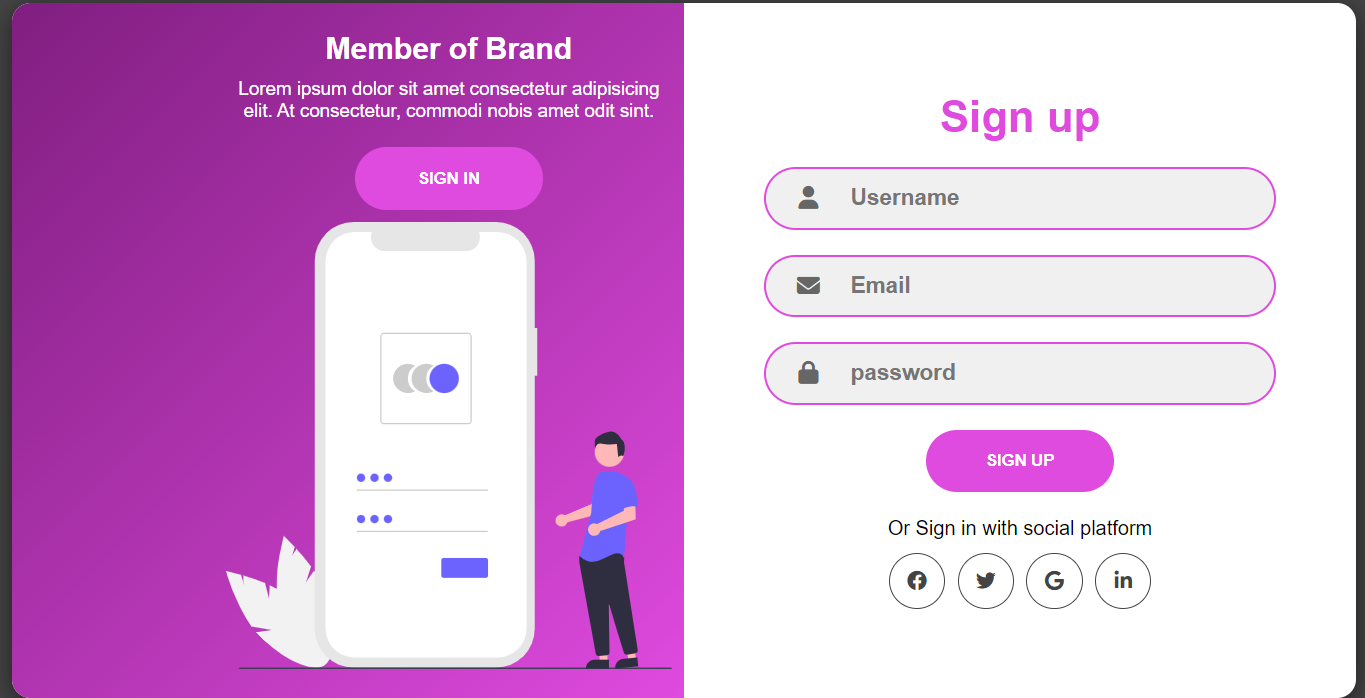 Member of Brand
Lorem ipsum dolor sit amet consectetur adipisicing
elit. At consectetur, commodi nobis amet odit sint.
SIGN IN
Sign up
Username
Email
password
SIGN UP
Or Sign in with social platform